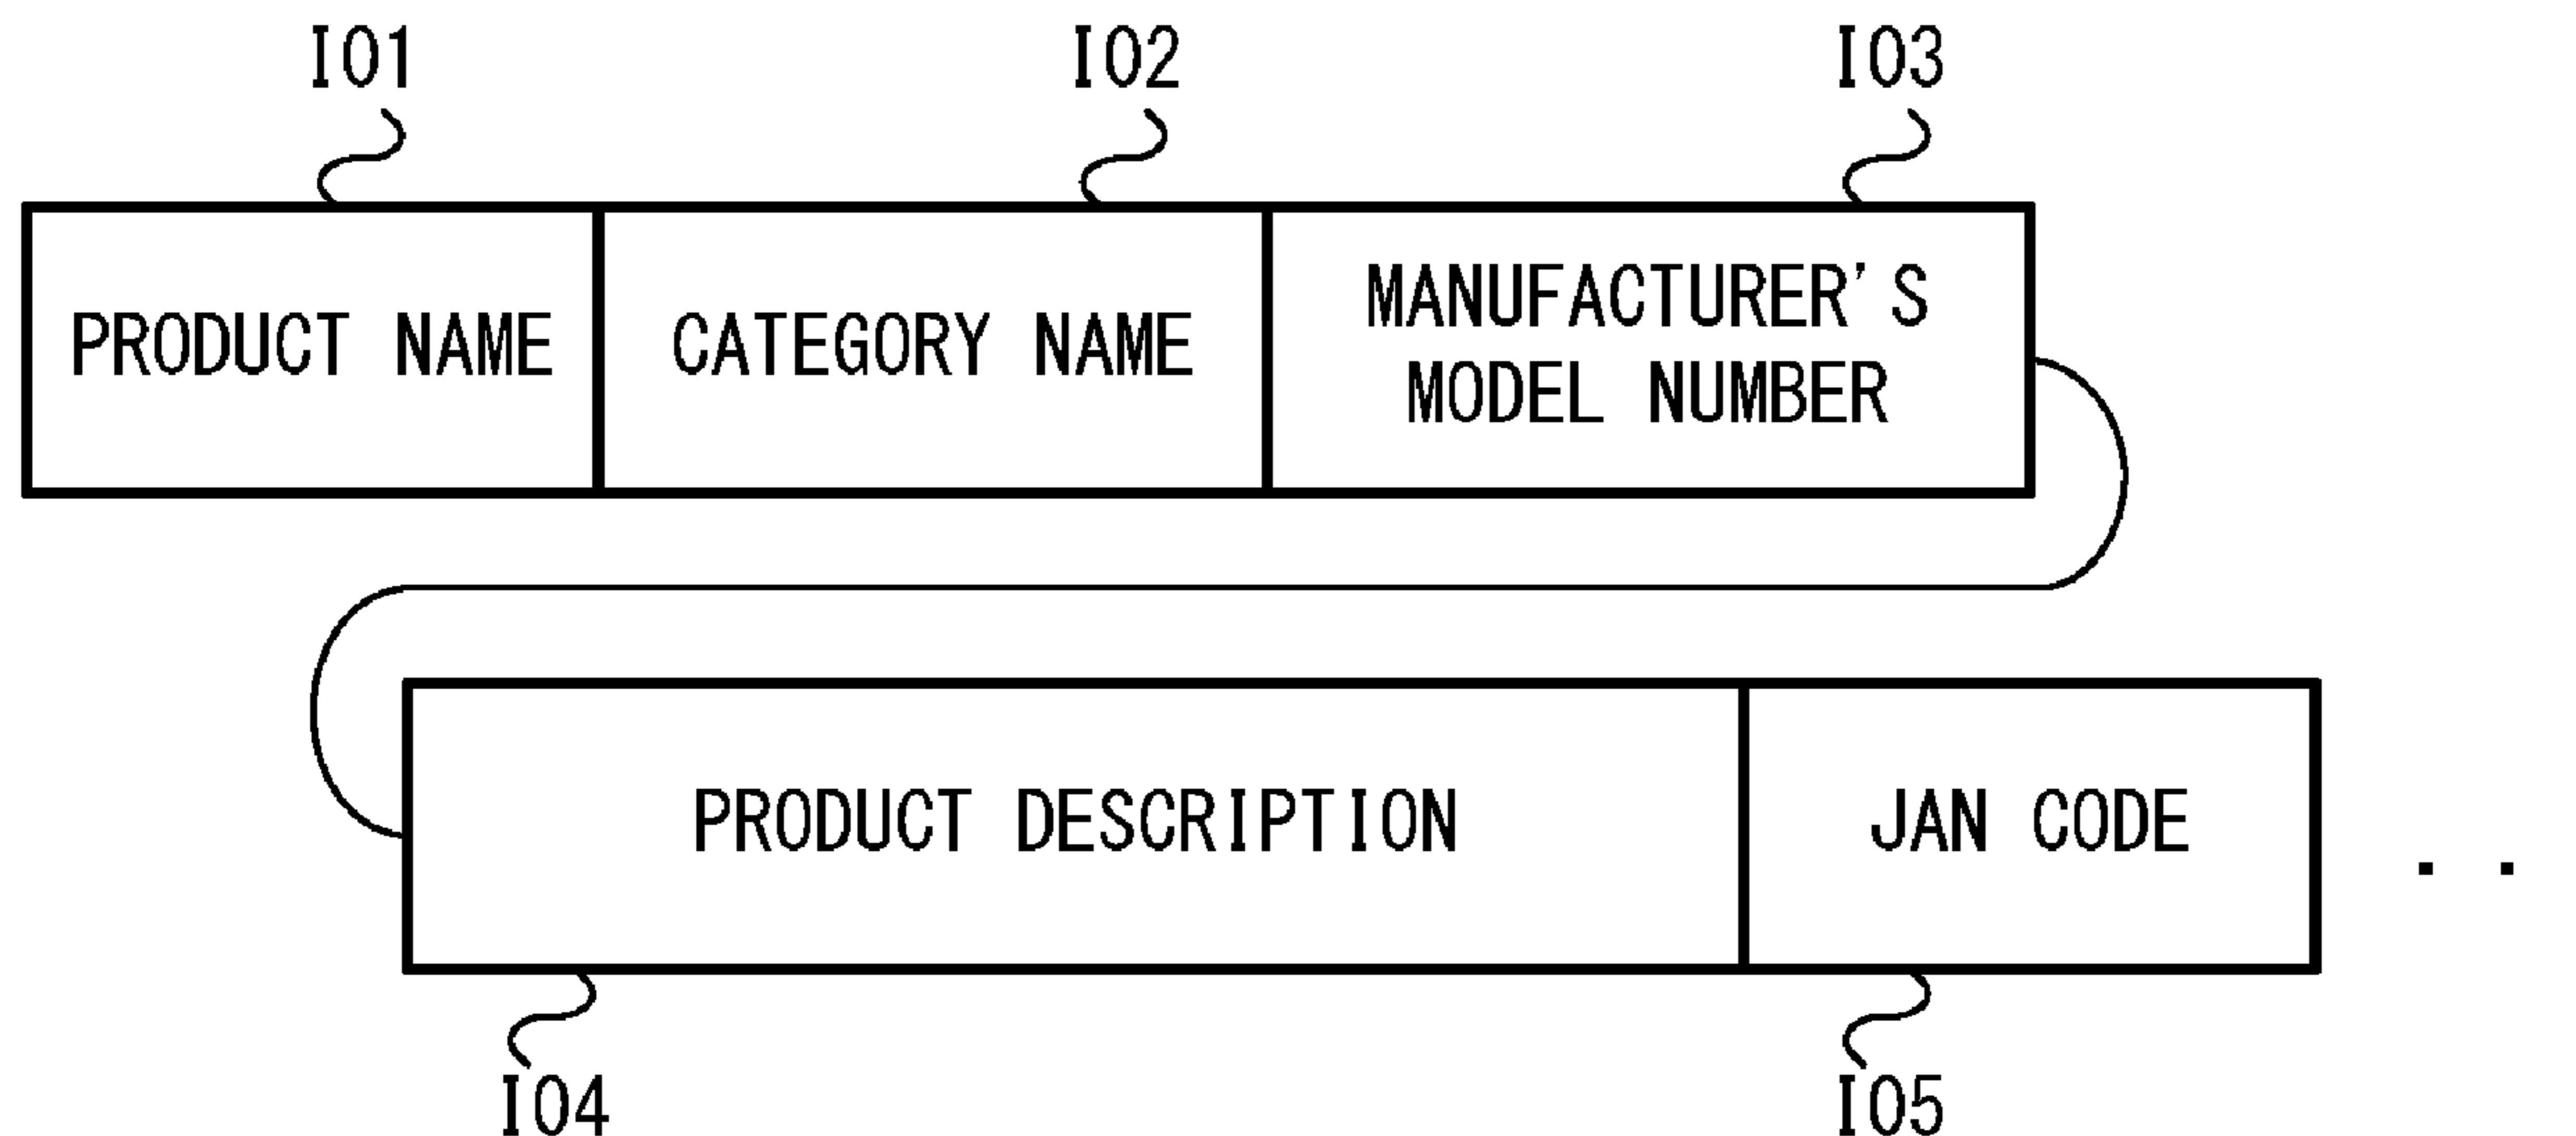 I01 I02 I03
PRODUCT NAME CATEGORY NAME MANUFACTURER'S
MODEL NUMBER
PRODUCT DESCRIPTION JAN CODE . .
I04 I05